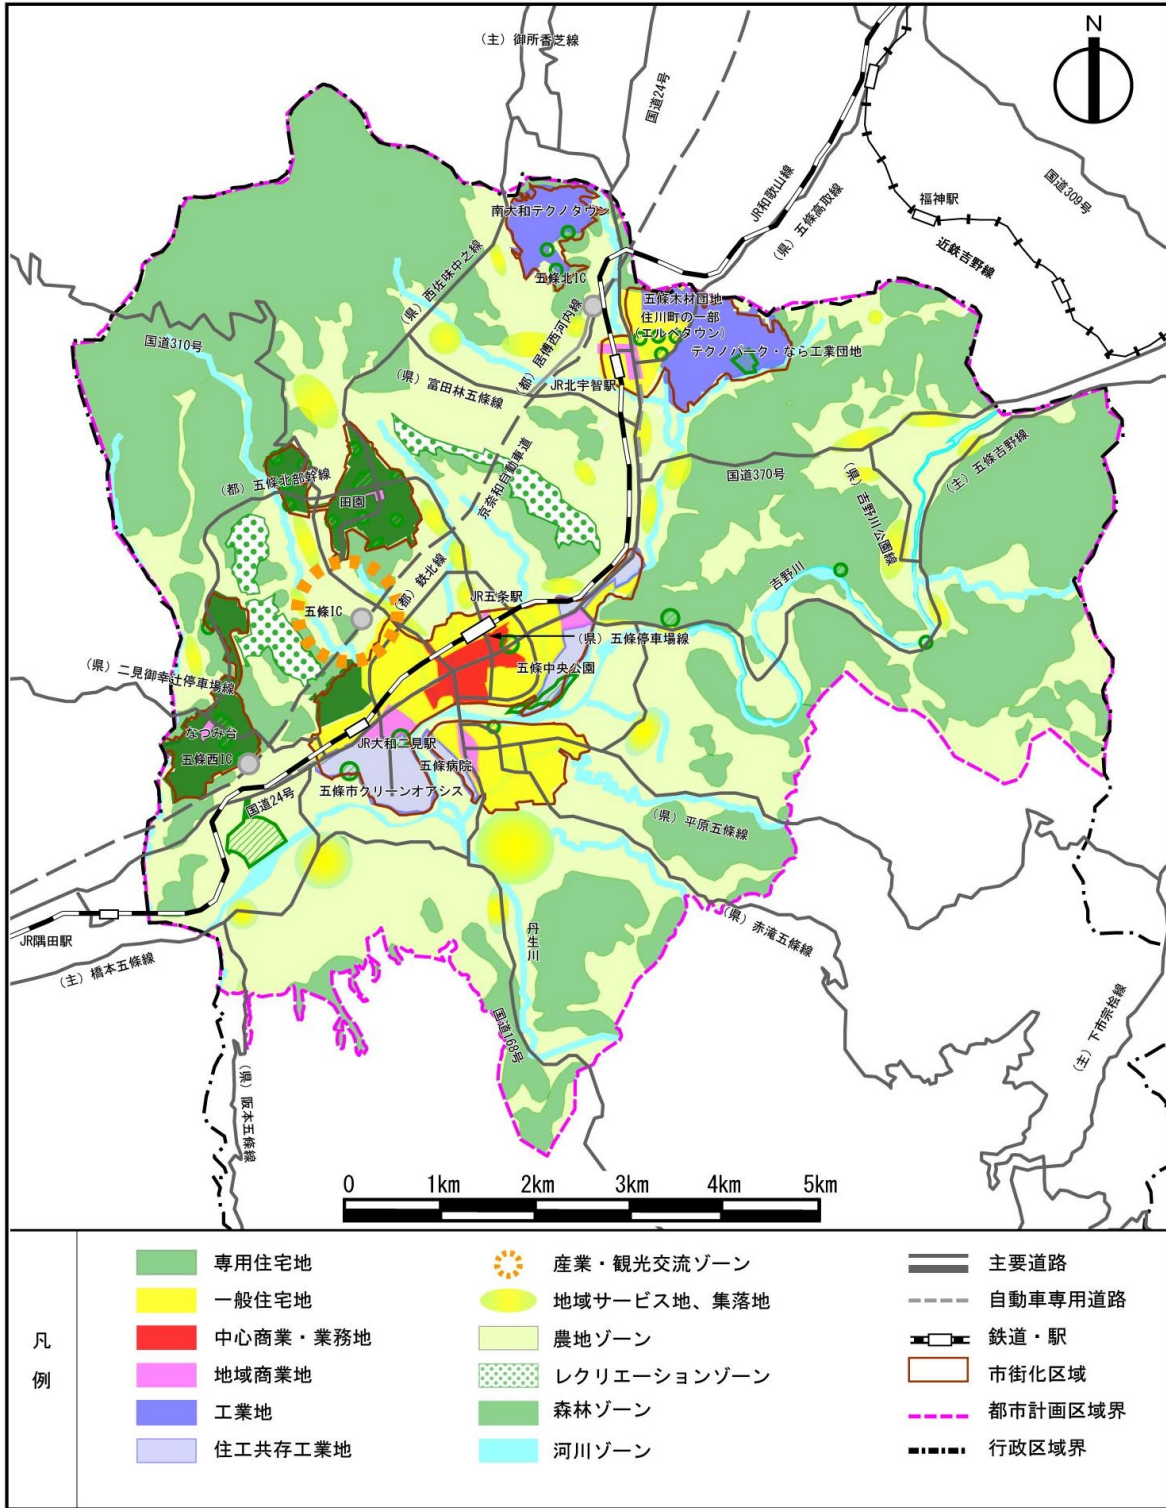 N
（主）御所香芝線
国道24号
JR和歌山線
（県）五條高取線
国道309号
福神駅
近鉄吉野線
南大和テクノタウン
五條北IC
（県）西佐味中之線
（都）居傳西河内線
国道310号
（県）富田林五條線
五條木材団地
住川町の一部
（エルベタウン）
テクノパーク・なら工業団地
JR北宇智駅
京奈和自動車道
（都）五條北部幹線
田園
国道370号
（県）吉野川公園線
（主）五條吉野線
吉野川
（都）鉄北線
JR五条駅
五條IC
（県）五條停車場線
五條中央公園
（県）二見御幸辻停車場線
なつみ台
五條西IC
JR大和二見駅
五條病院
五條市クリーンオアシス
国道24号
（県）平原五條線
JR隅田駅
（主）橋本五條線
丹生川
（県）赤滝五條線
国道168号
（県）阪本五條線
（主）下市宗桧線
0 1km 2km 3km 4km 5km
凡例
専用住宅地
一般住宅地
中心商業・業務地
地域商業地
工業地
住工共存工業地
産業・観光交流ゾーン
地域サービス地、集落地
農地ゾーン
レクリエーションゾーン
森林ゾーン
河川ゾーン
主要道路
自動車専用道路
鉄道・駅
市街化区域
都市計画区域界
行政区域界